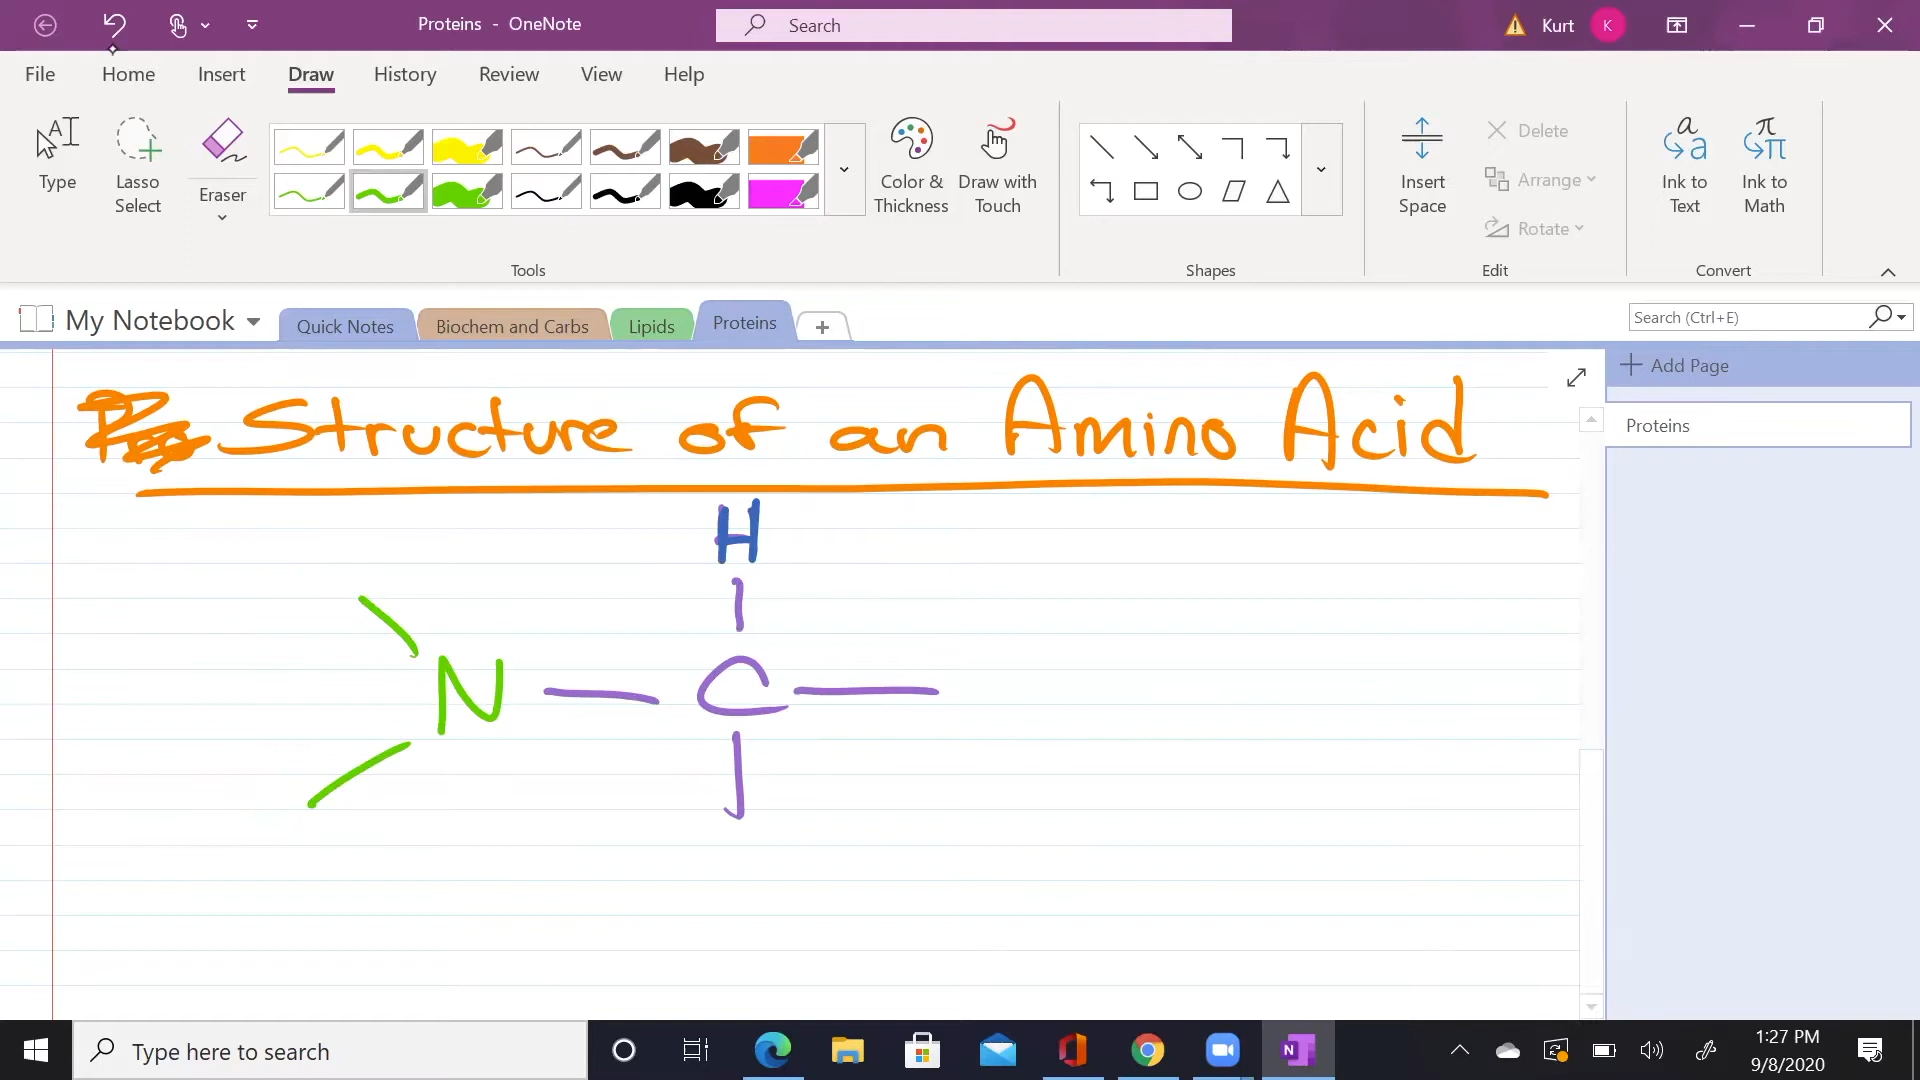 Proteins - OneNote
Search
Kurt
K
File Home Insert Draw History Review View Help
Type
Lasso Select
Eraser
Color & Thickness
Draw with Touch
Insert Space
Delete
Arrange
Rotate
Ink to Text
Ink to Math
Tools
Shapes
Edit
Convert
My Notebook
Quick Notes
Biochem and Carbs
Lipids
Proteins
Search (Ctrl+E)
Add Page
Proteins
Structure of an Amino Acid
H
N — C —
Type here to search
1:27 PM
9/8/2020